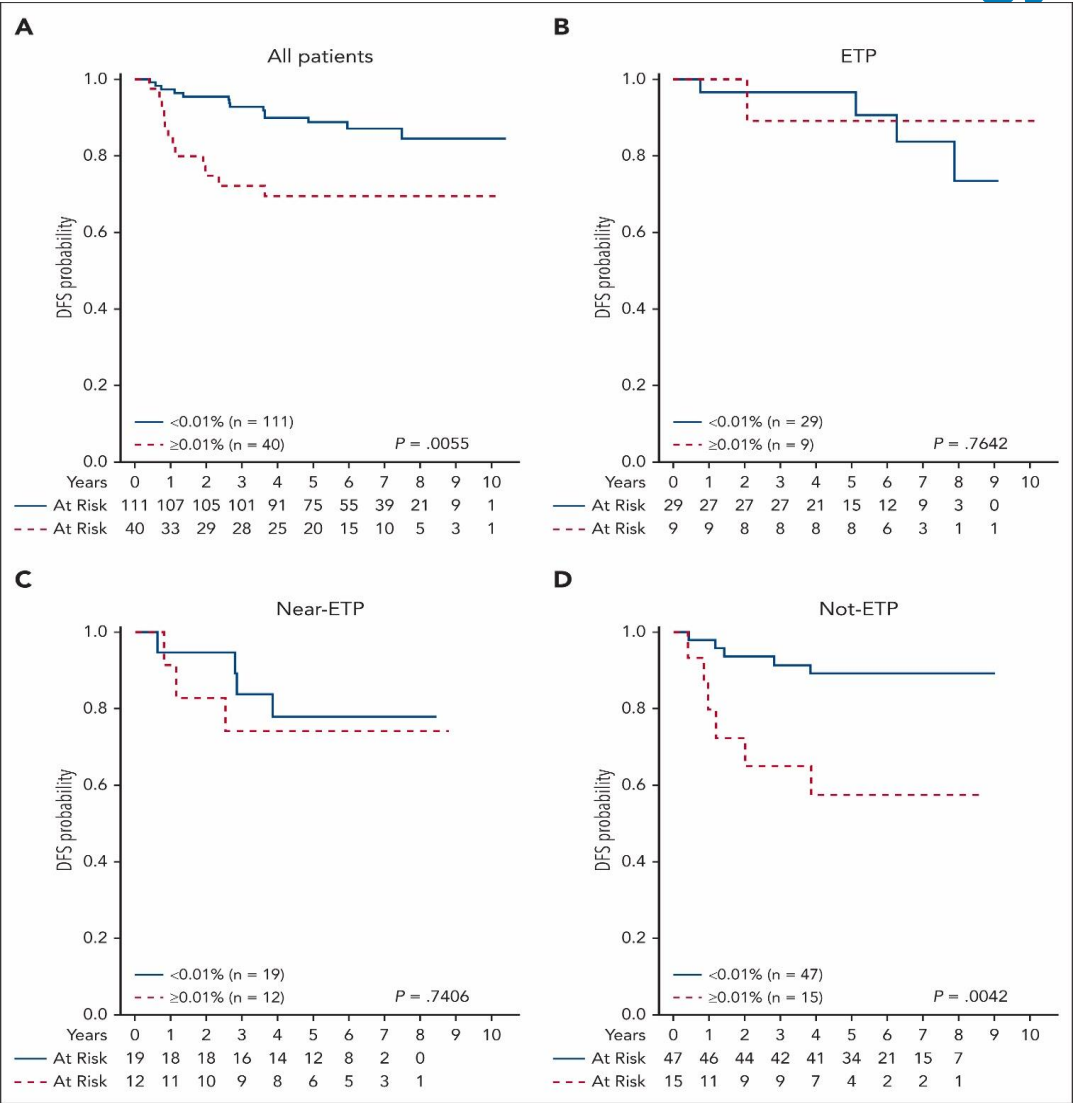 A
All patients
DFS probability
1.0
0.8
0.6
0.4
0.2
0.0
<0.01% (n = 111)
≥0.01% (n = 40)
P = .0055
Years 0 1 2 3 4 5 6 7 8 9 10
At Risk 111 107 105 101 91 75 55 39 21 9 1
At Risk 40 33 29 28 25 20 15 10 5 3 1
B
ETP
DFS probability
1.0
0.8
0.6
0.4
0.2
0.0
<0.01% (n = 29)
≥0.01% (n = 9)
P = .7642
Years 0 1 2 3 4 5 6 7 8 9 10
At Risk 29 27 27 27 21 15 12 9 3 0
At Risk 9 9 8 8 8 8 6 3 1 1
C
Near-ETP
DFS probability
1.0
0.8
0.6
0.4
0.2
0.0
<0.01% (n = 19)
≥0.01% (n = 12)
P = .7406
Years 0 1 2 3 4 5 6 7 8 9 10
At Risk 19 18 18 16 14 12 8 2 0
At Risk 12 11 10 9 8 6 5 3 1
D
Not-ETP
DFS probability
1.0
0.8
0.6
0.4
0.2
0.0
<0.01% (n = 47)
≥0.01% (n = 15)
P = .0042
Years 0 1 2 3 4 5 6 7 8 9 10
At Risk 47 46 44 42 41 34 21 15 7
At Risk 15 11 9 9 7 4 2 2 1